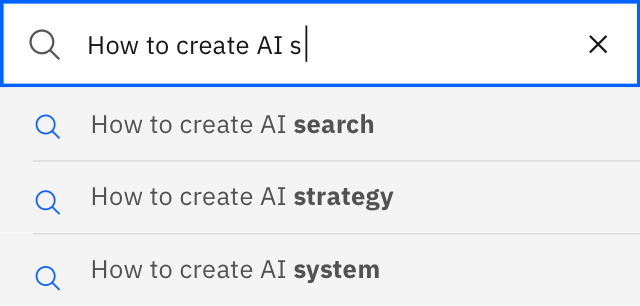 How to create AI s
How to create AI search
How to create AI strategy
How to create AI system